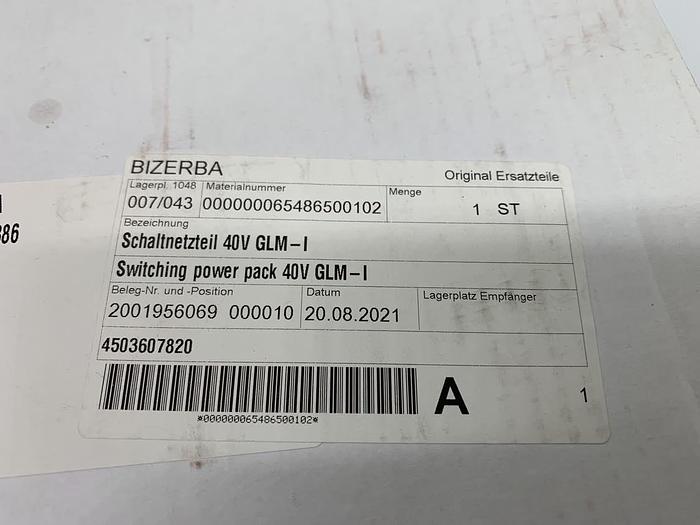 BIZERBA
Original Ersatzteile
Lagerpl. 1048 Materialnummer Menge
007/043 000000065486500102 1 ST
Bezeichnung
Schaltnetzteil 40V GLM-I
Switching power pack 40V GLM-I
Beleg-Nr. und -Position Datum Lagerplatz Empfänger
2001956069 000010 20.08.2021
4503607820
*000000065486500102*
A
1